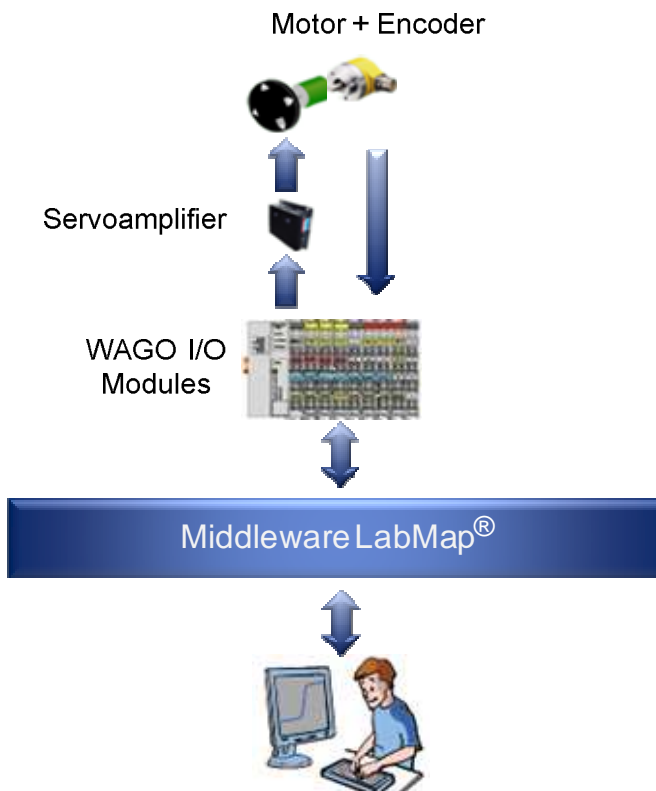 Motor + Encoder
Servoamplifier
WAGO I/O
Modules
Middleware LabMap®